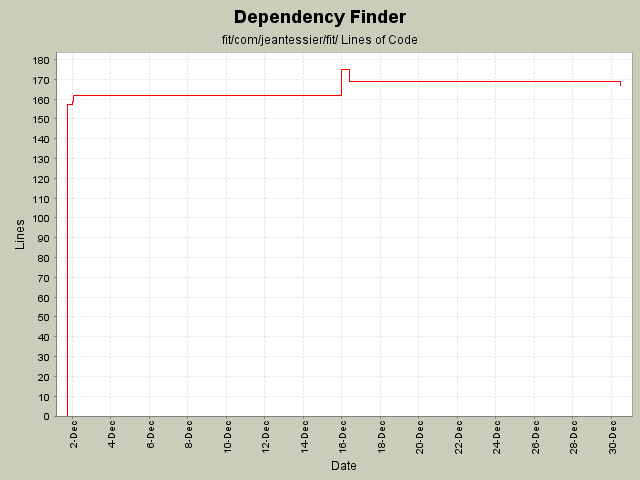 Dependency Finder
fit/com/jeantessier/fit/ Lines of Code
180
170
160
150
140
130
120
110
100
90
80
70
60
50
40
30
20
10
0
Lines
2-Dec
4-Dec
6-Dec
8-Dec
10-Dec
12-Dec
14-Dec
16-Dec
18-Dec
20-Dec
22-Dec
24-Dec
26-Dec
28-Dec
30-Dec
Date